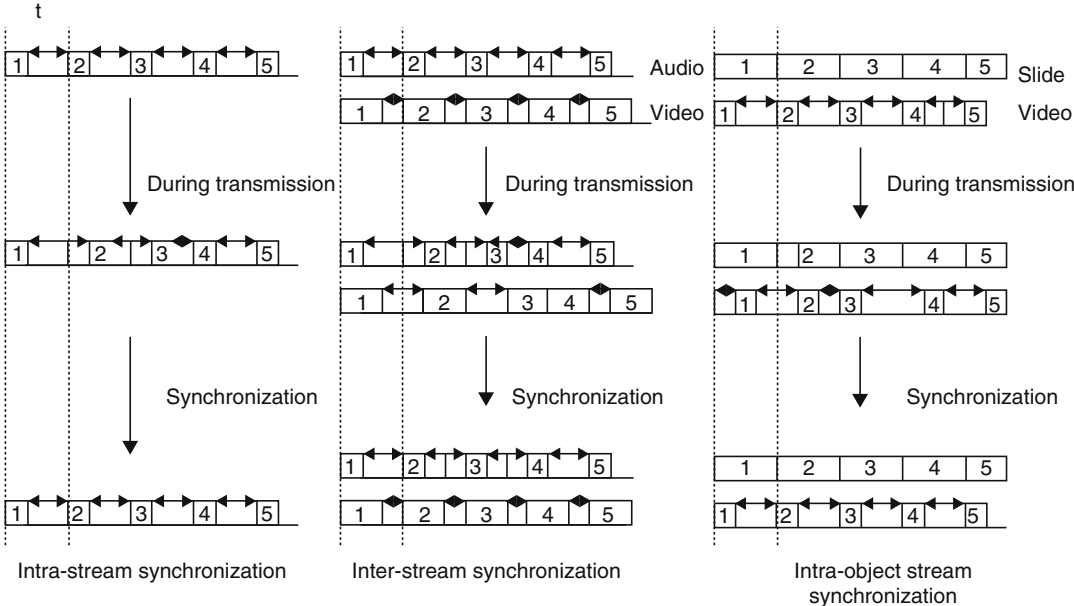 t
1 2 3 4 5
During transmission
1 2 3 4 5
Synchronization
1 2 3 4 5
Intra-stream synchronization
1 2 3 4 5 Audio
1 2 3 4 5 Video
During transmission
1 2 3 4 5
1 2 3 4 5
Synchronization
1 2 3 4 5
1 2 3 4 5
Inter-stream synchronization
1 2 3 4 5 Slide
1 2 3 4 5 Video
During transmission
1 2 3 4 5
1 2 3 4 5
Synchronization
1 2 3 4 5
1 2 3 4 5
Intra-object stream
synchronization